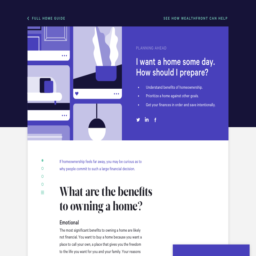 FULL HOME GUIDE
SEE HOW WEALTHFRONT CAN HELP
PLANNING AHEAD
I want a home some day.
How should I prepare?
Understand benefits of homeownership.
Prioritize a home against other goals.
Get your finances in order and save intentionally.
If homeownership feels far away, you may be curious as to
why people commit to such a large financial decision.
What are the benefits
to owning a home?
Emotional
The most significant benefits to owning a home are likely
not financial. You want to buy a home because you want a
place to call your own, a place that gives you the freedom
to live the life you want for you and your family. Your reasons